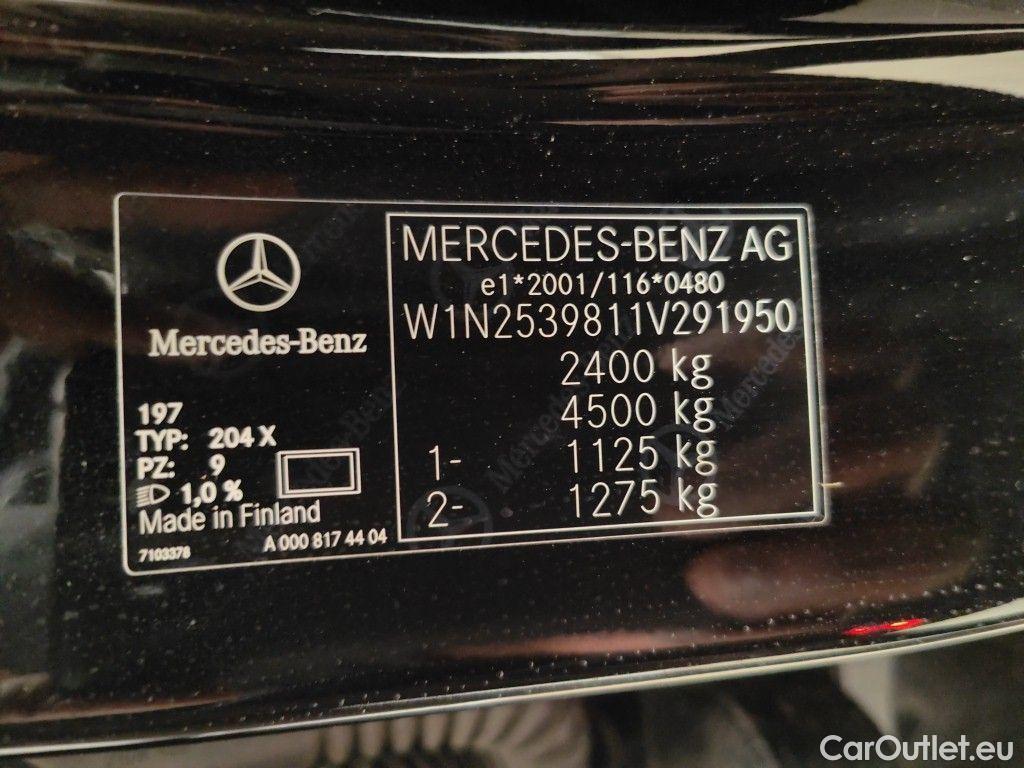 Mercedes-Benz
197
TYP: 204 X
PZ: 9
1,0 %
Made in Finland
7103376
A 000 817 44 04
MERCEDES-BENZ AG
e1*2001/116*0480
W1N2539811V291950
2400 kg
4500 kg
1- 1125 kg
2- 1275 kg
CarOutlet.eu